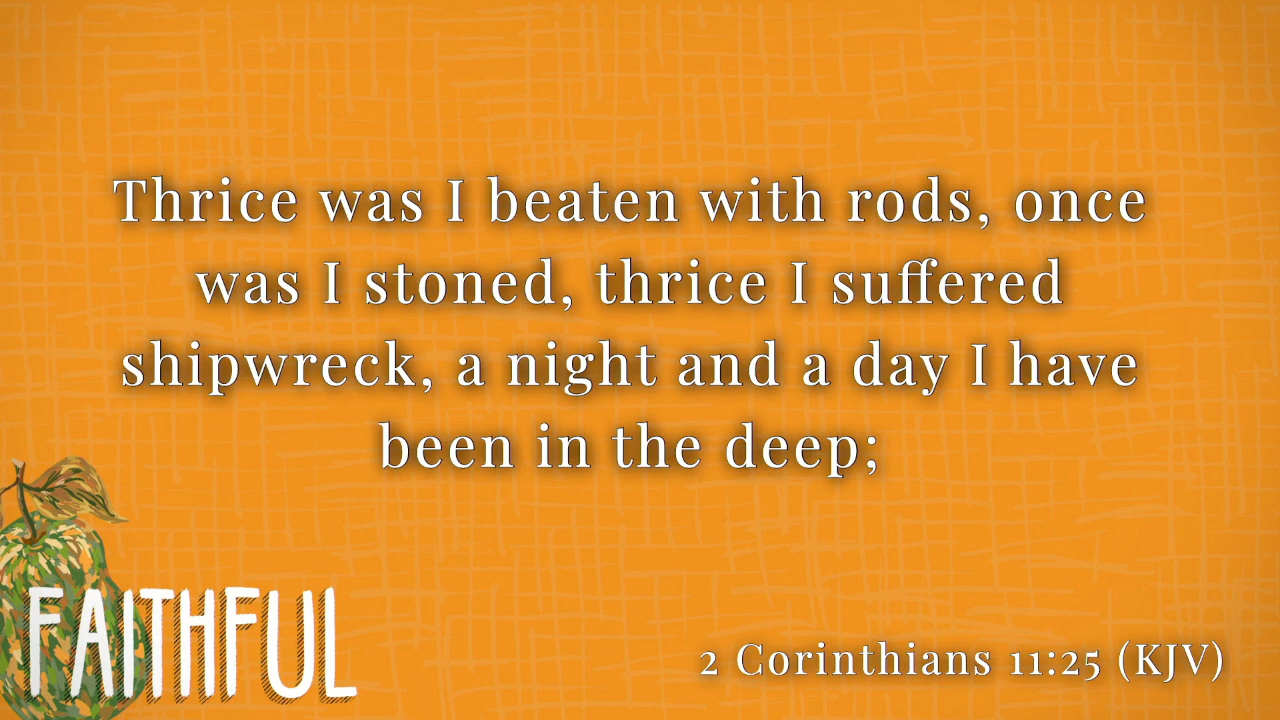 Thrice was I beaten with rods, once
was I stoned, thrice I suffered
shipwreck, a night and a day I have
been in the deep;
FAITHFUL
2 Corinthians 11:25 (KJV)